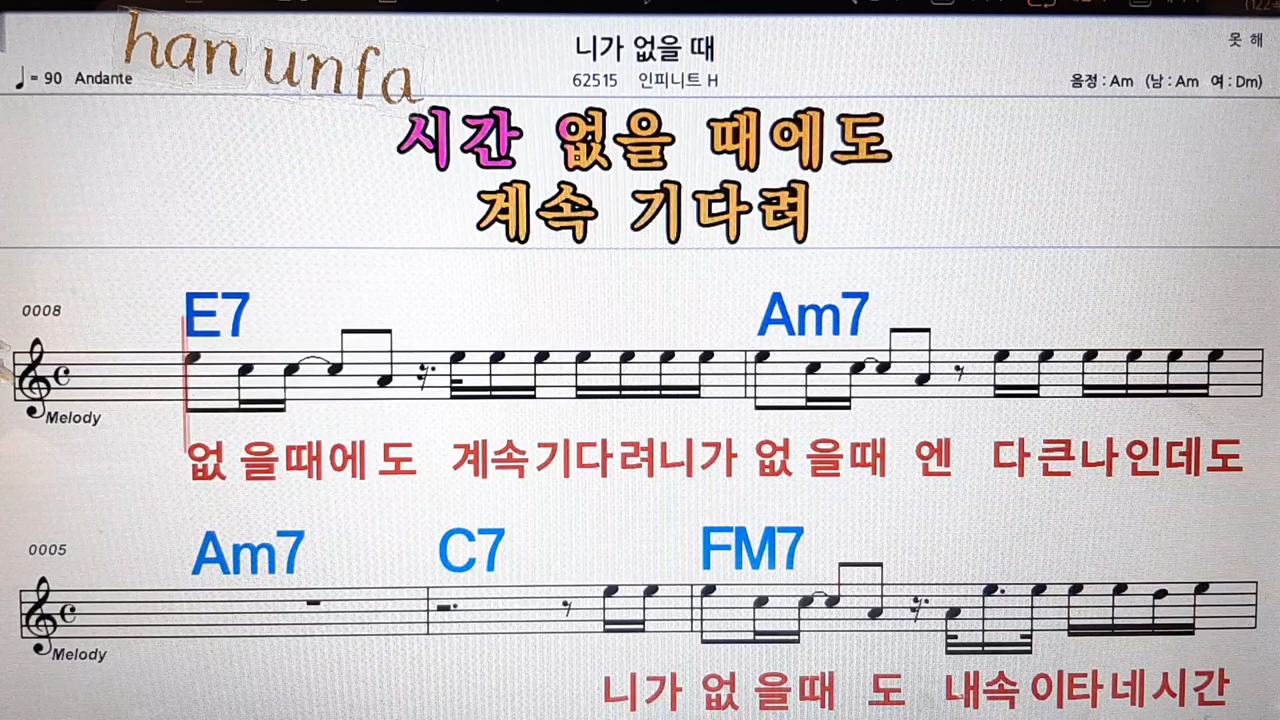 han unfa
니가 없을 때
못 해
♩= 90 Andante
62515 인피니트 H
음정 : Am (남 : Am 여 : Dm)
시간 없을 때에도
계속 기다려
0008
E7 Am7
Melody
없 을때에 도 계속기다려니가 없 을때 엔 다큰나인데도
0005
Am7 C7 FM7
Melody
니가 없 을때 도 내속이타네시간